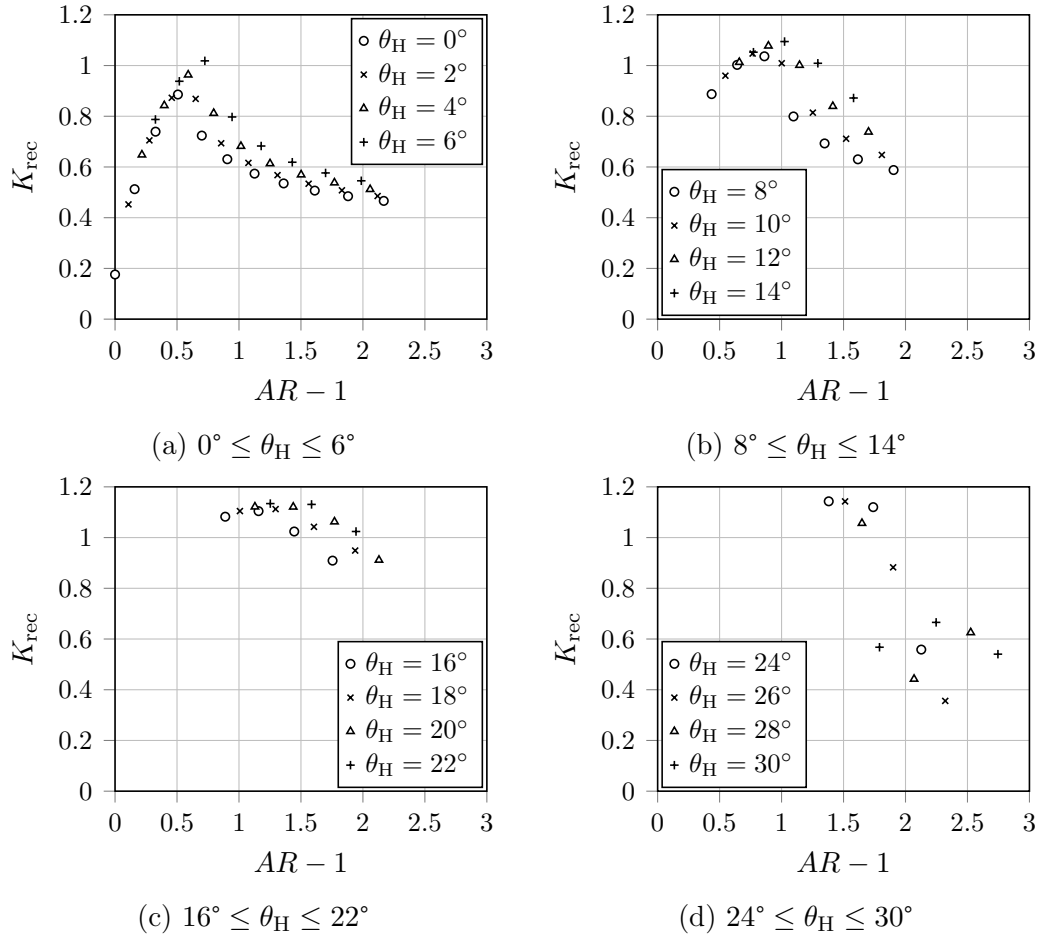 1.2
1
0.8
0.6
0.4
0.2
0
K_rec
θ_H = 0°
θ_H = 2°
θ_H = 4°
θ_H = 6°
0 0.5 1 1.5 2 2.5 3
AR − 1
(a) 0° ≤ θ_H ≤ 6°
1.2
1
0.8
0.6
0.4
0.2
0
K_rec
θ_H = 8°
θ_H = 10°
θ_H = 12°
θ_H = 14°
0 0.5 1 1.5 2 2.5 3
AR − 1
(b) 8° ≤ θ_H ≤ 14°
1.2
1
0.8
0.6
0.4
0.2
0
K_rec
θ_H = 16°
θ_H = 18°
θ_H = 20°
θ_H = 22°
0 0.5 1 1.5 2 2.5 3
AR − 1
(c) 16° ≤ θ_H ≤ 22°
1.2
1
0.8
0.6
0.4
0.2
0
K_rec
θ_H = 24°
θ_H = 26°
θ_H = 28°
θ_H = 30°
0 0.5 1 1.5 2 2.5 3
AR − 1
(d) 24° ≤ θ_H ≤ 30°